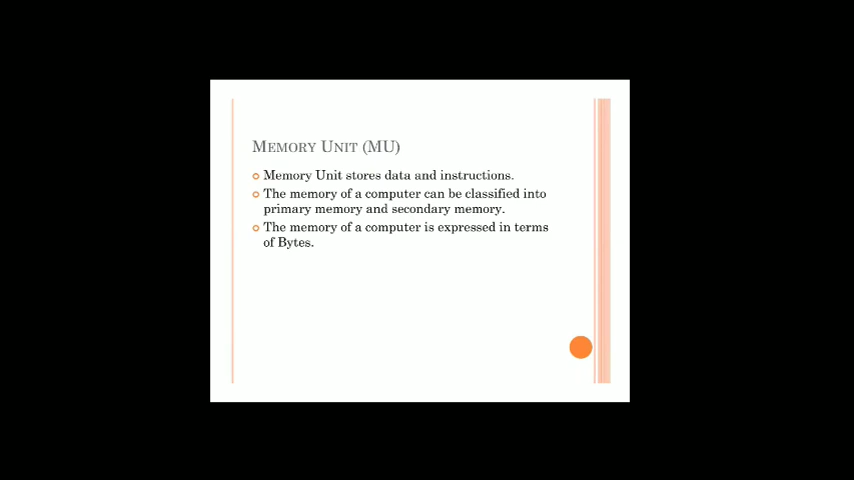 Memory Unit (MU)
Memory Unit stores data and instructions.
The memory of a computer can be classified into
primary memory and secondary memory.
The memory of a computer is expressed in terms
of Bytes.